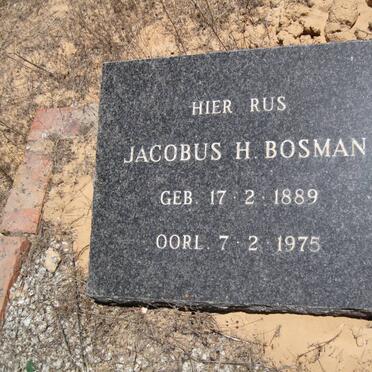 HIER RUS
JACOBUS H. BOSMAN
GEB. 17 · 2 · 1889
OORL. 7 · 2 · 1975